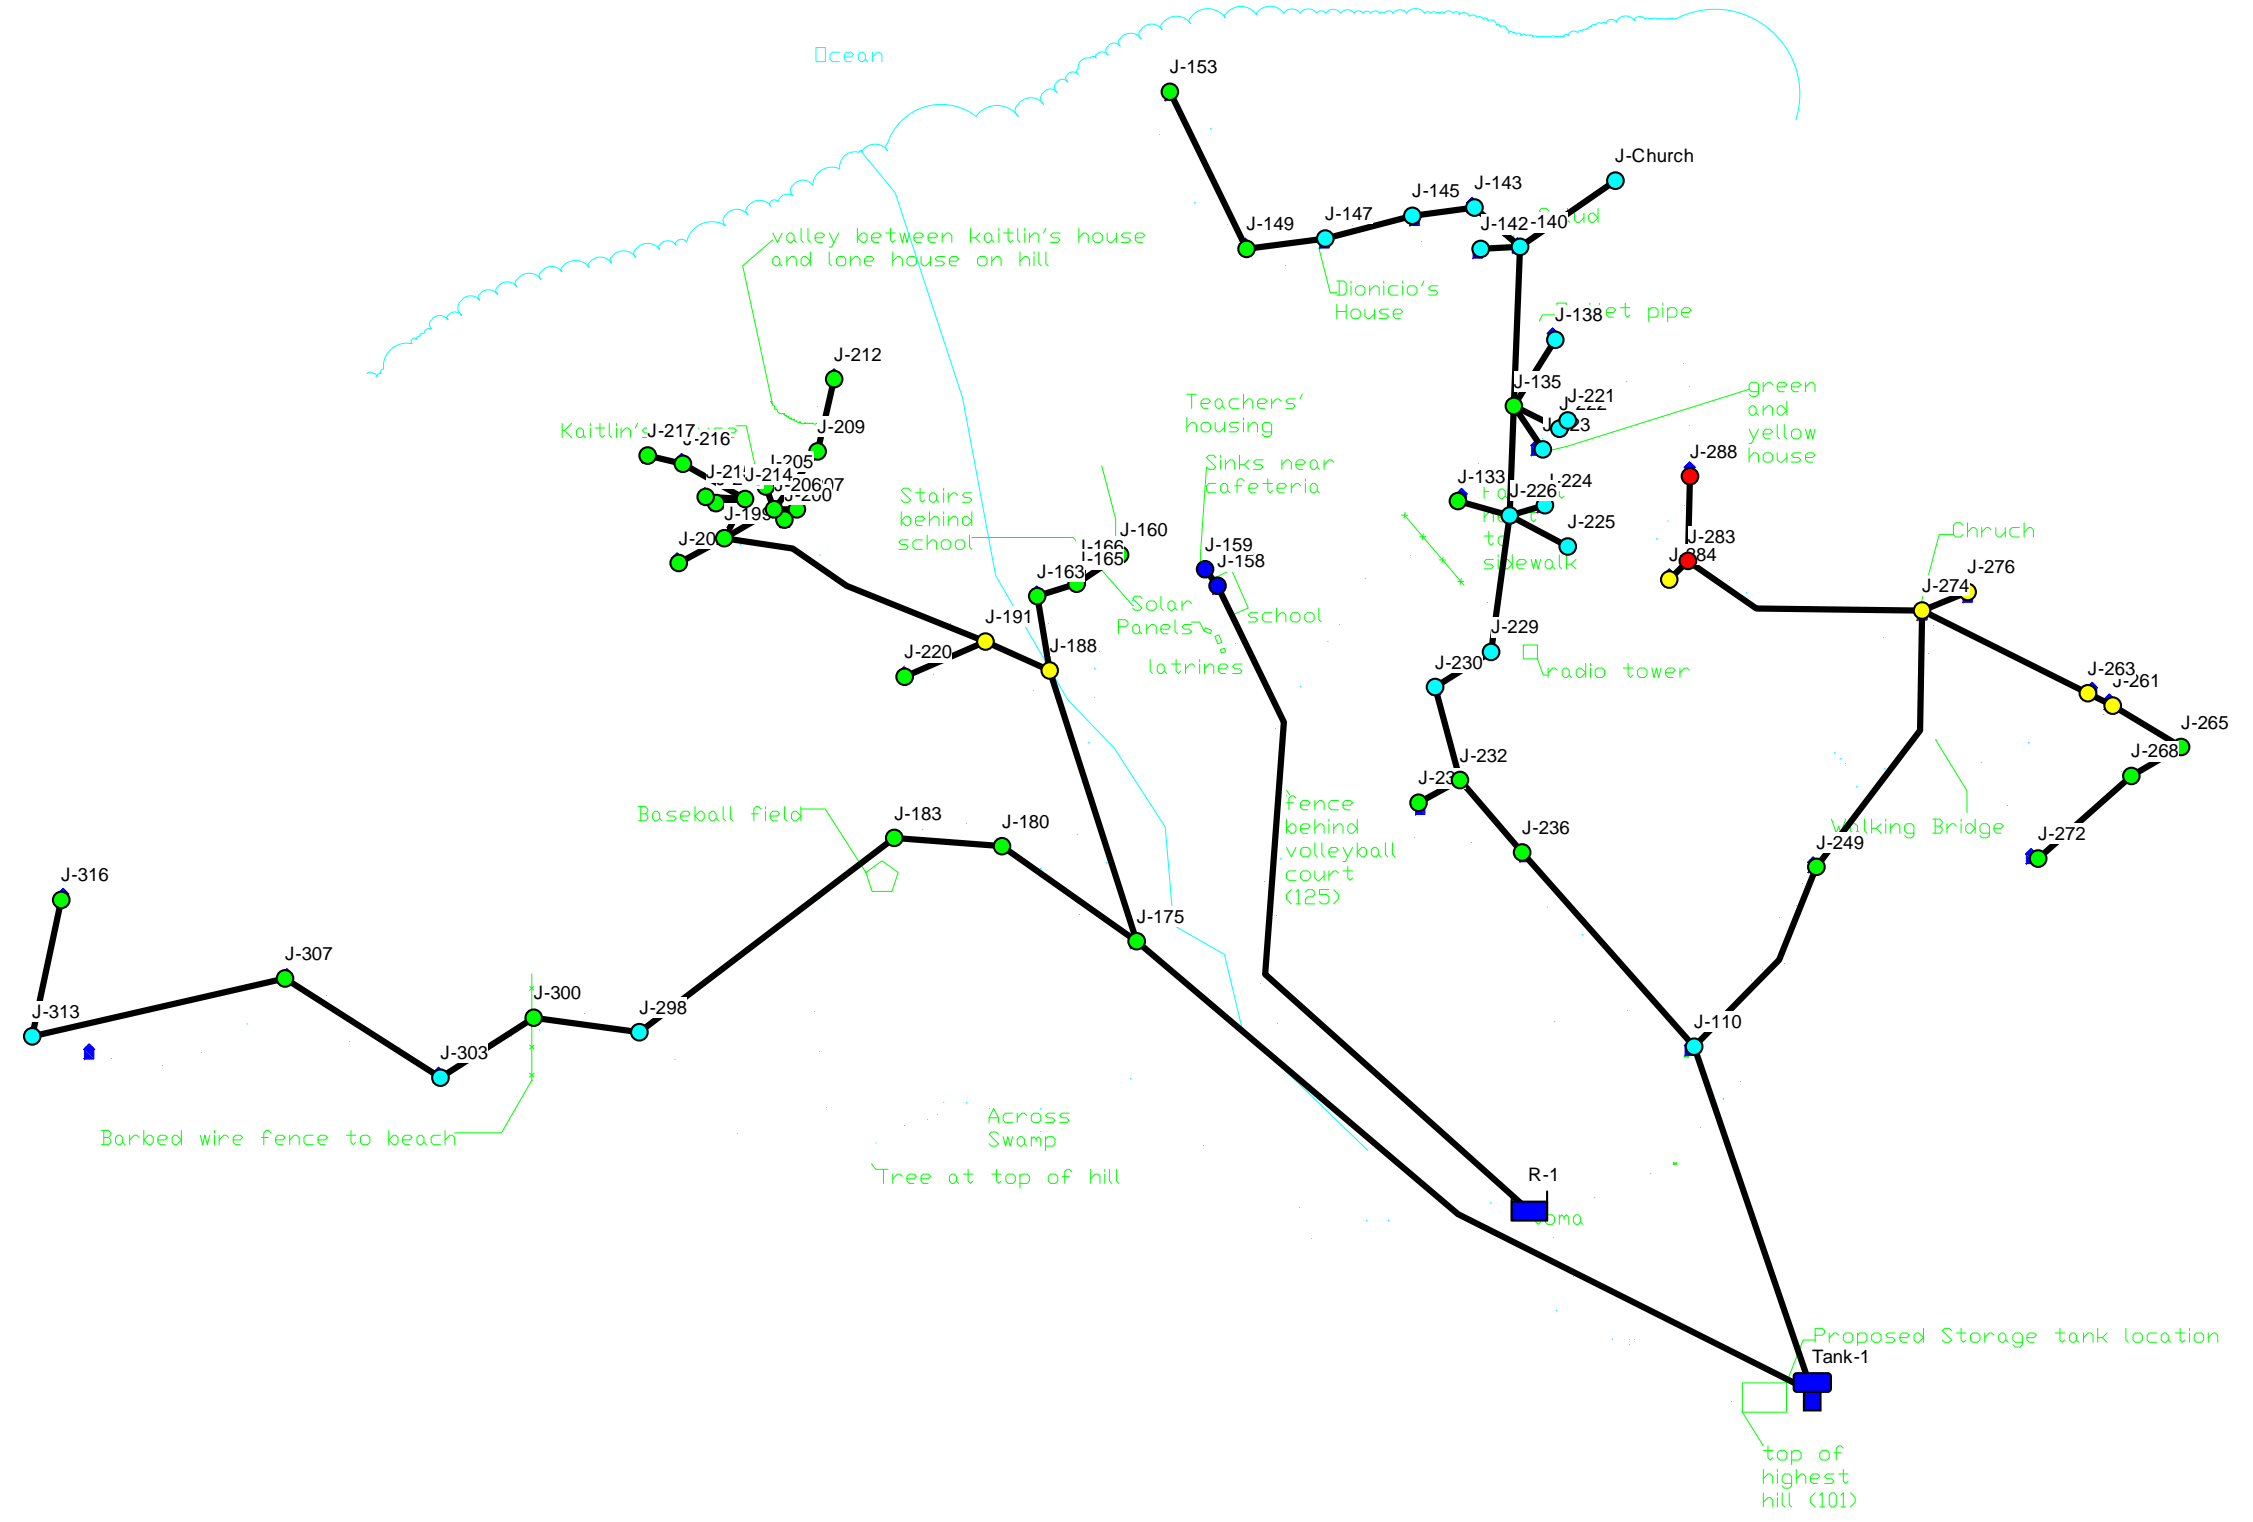 Ocean
J-153
J-Church
J-145
J-143
J-147
J-149
J-142
-140
valley between kaitlin's house
and lone house on hill
Dionicio's
House
J-138
et pipe
J-212
J-135
J-221
green
and
yellow
house
Teachers'
housing
J-209
Kaitlin's
J-217
J-216
J-205
J-214
J-288
Sinks near
cafeteria
J-133
J-226
J-225
Stairs
behind
school
J-199
sidewalk
Chruch
J-160
J-159
J-158
J-163
J-283
J-276
J-274
Solar
Panels
school
latrines
J-191
J-220
J-188
J-229
radio tower
J-230
J-263
J-261
J-265
J-268
J-232
Baseball field
J-183
J-180
fence
behind
volleyball
court
(125)
J-236
Walking Bridge
J-249
J-272
J-316
J-175
J-307
J-300
J-298
J-313
J-303
J-110
Barbed wire fence to beach
Across
Swamp
Tree at top of hill
R-1
Proposed Storage tank location
Tank-1
top of
highest
hill (101)